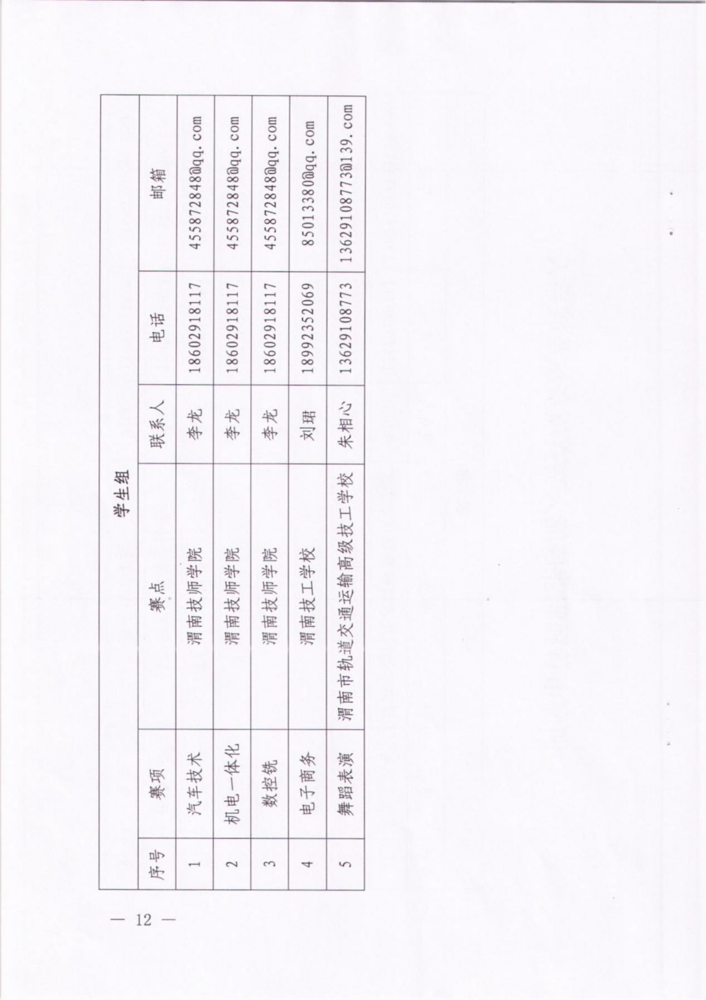 学生组
序号 赛项 赛点 联系人 电话 邮箱
1 汽车技术 渭南技师学院 李龙 18602918117 455872848@qq.com
2 机电一体化 渭南技师学院 李龙 18602918117 455872848@qq.com
3 数控铣 渭南技师学院 李龙 18602918117 455872848@qq.com
4 电子商务 渭南技工学校 刘珺 18992352069 85013380@qq.com
5 舞蹈表演 渭南市轨道交通运输高级技工学校 朱相心 13629108773 13629108773@139.com
— 12 —